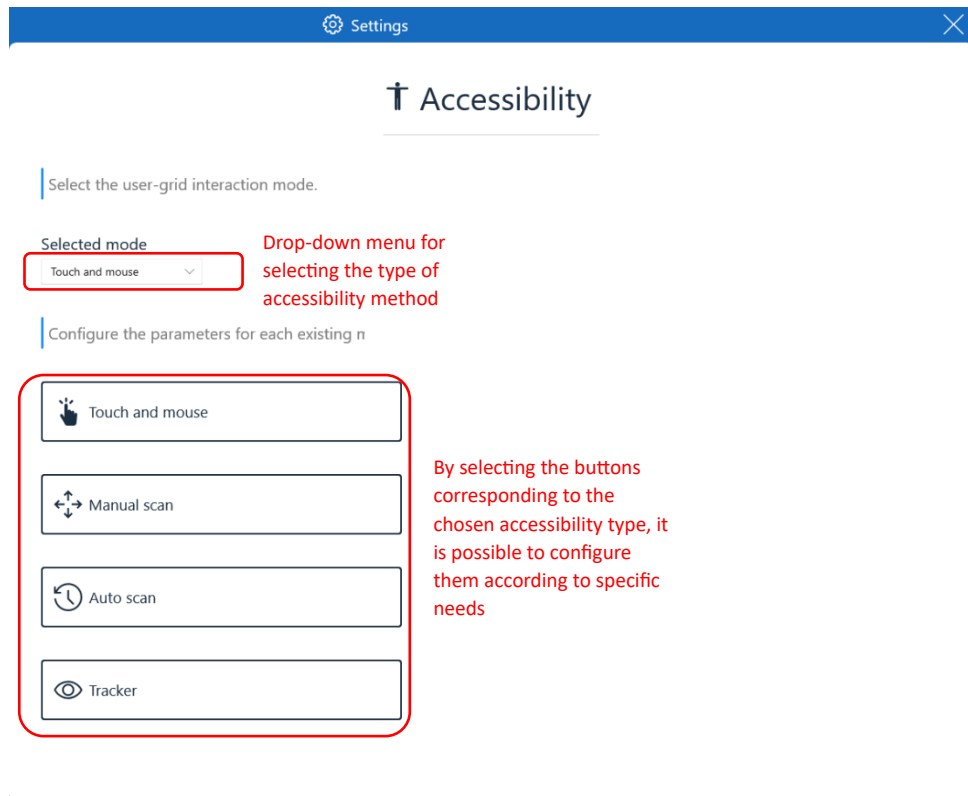 Settings
Accessibility
Select the user-grid interaction mode.
Selected mode
Touch and mouse
Drop-down menu for
selecting the type of
accessibility method
Configure the parameters for each existing
Touch and mouse
Manual scan
Auto scan
Tracker
By selecting the buttons
corresponding to the
chosen accessibility type, it
is possible to configure
them according to specific
needs